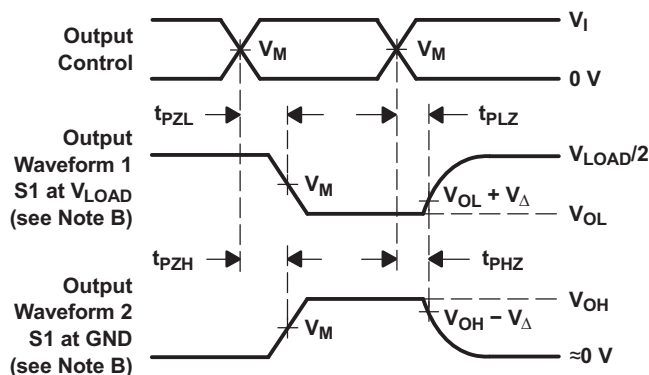 Output
Control
V_M
V_M
V_I
0 V
t_PZL
t_PLZ
Output
Waveform 1
S1 at V_LOAD
(see Note B)
V_M
V_LOAD/2
V_OL + V_Δ
V_OL
t_PZH
t_PHZ
Output
Waveform 2
S1 at GND
(see Note B)
V_M
V_OH
V_OH − V_Δ
≈0 V